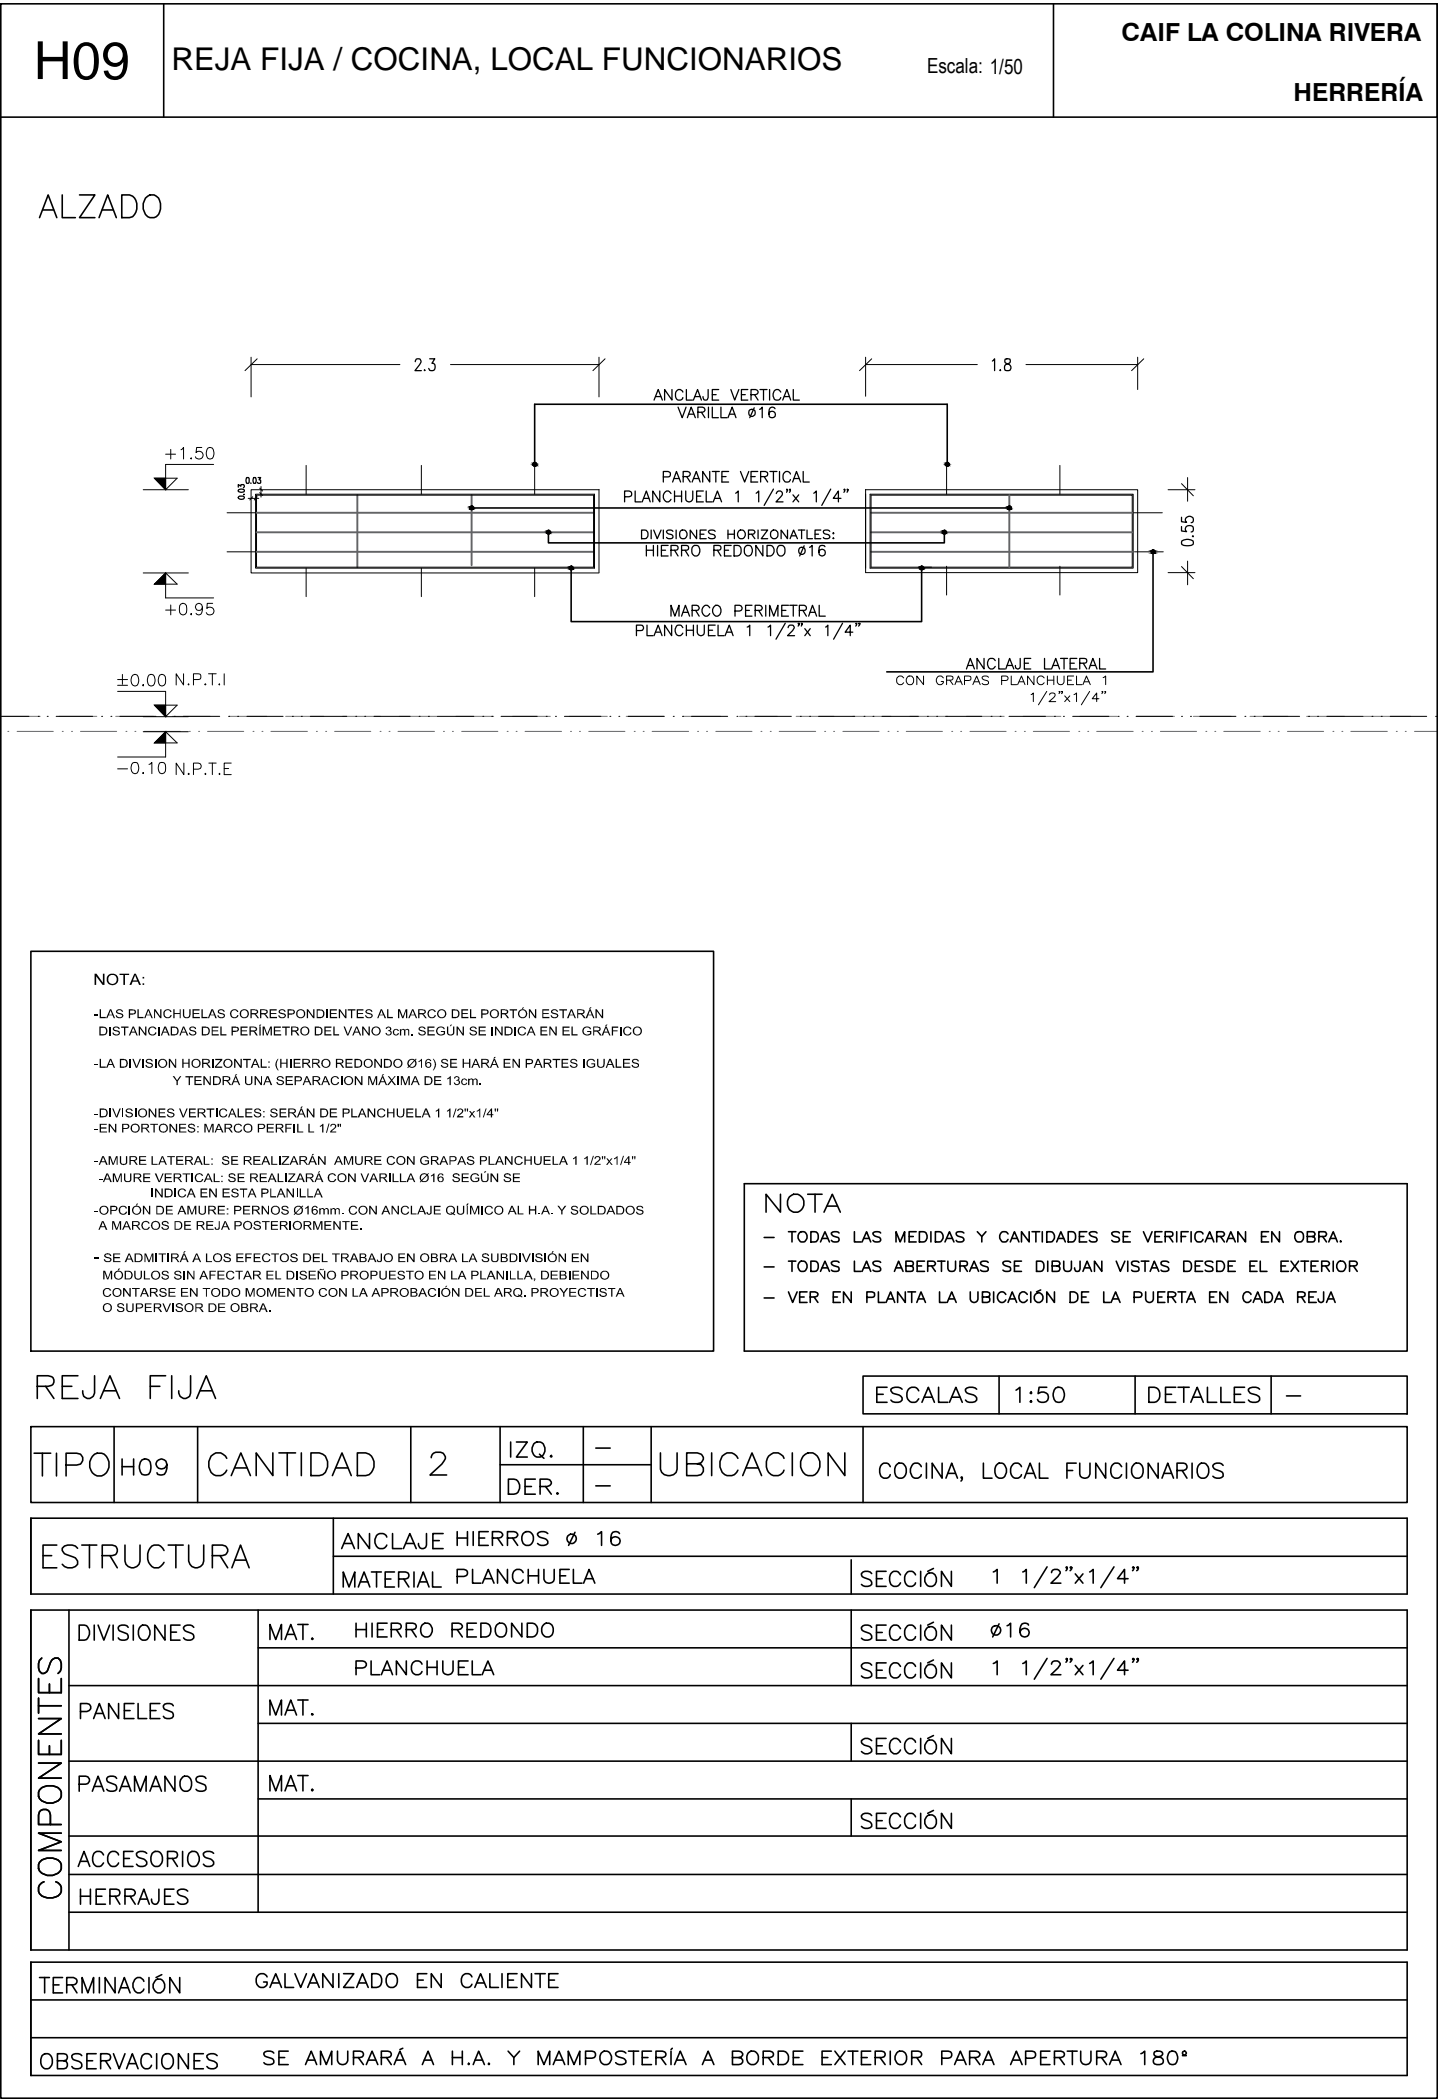 H09
REJA FIJA / COCINA, LOCAL FUNCIONARIOS
Escala: 1/50
CAIF LA COLINA RIVERA
HERRERÍA
ALZADO
2.3
1.8
ANCLAJE VERTICAL
VARILLA ø16
+1.50
0.03
0.03
PARANTE VERTICAL
PLANCHUELA 1 1/2"x 1/4"
DIVISIONES HORIZONATLES:
HIERRO REDONDO ø16
0.55
+0.95
MARCO PERIMETRAL
PLANCHUELA 1 1/2"x 1/4"
ANCLAJE LATERAL
CON GRAPAS PLANCHUELA 1
1/2"x1/4"
±0.00 N.P.T.I
-0.10 N.P.T.E
NOTA:
-LAS PLANCHUELAS CORRESPONDIENTES AL MARCO DEL PORTÓN ESTARÁN
DISTANCIADAS DEL PERÍMETRO DEL VANO 3cm. SEGÚN SE INDICA EN EL GRÁFICO
-LA DIVISION HORIZONTAL: (HIERRO REDONDO Ø16) SE HARÁ EN PARTES IGUALES
Y TENDRÁ UNA SEPARACION MÁXIMA DE 13cm.
-DIVISIONES VERTICALES: SERÁN DE PLANCHUELA 1 1/2"x1/4"
-EN PORTONES: MARCO PERFIL L 1/2"
-AMURE LATERAL: SE REALIZARÁN AMURE CON GRAPAS PLANCHUELA 1 1/2"x1/4"
-AMURE VERTICAL: SE REALIZARÁ CON VARILLA Ø16 SEGÚN SE
INDICA EN ESTA PLANILLA
-OPCIÓN DE AMURE: PERNOS Ø16mm. CON ANCLAJE QUÍMICO AL H.A. Y SOLDADOS
A MARCOS DE REJA POSTERIORMENTE.
- SE ADMITIRÁ A LOS EFECTOS DEL TRABAJO EN OBRA LA SUBDIVISIÓN EN
MÓDULOS SIN AFECTAR EL DISEÑO PROPUESTO EN LA PLANILLA, DEBIENDO
CONTARSE EN TODO MOMENTO CON LA APROBACIÓN DEL ARQ. PROYECTISTA
O SUPERVISOR DE OBRA.
NOTA
- TODAS LAS MEDIDAS Y CANTIDADES SE VERIFICARAN EN OBRA.
- TODAS LAS ABERTURAS SE DIBUJAN VISTAS DESDE EL EXTERIOR
- VER EN PLANTA LA UBICACIÓN DE LA PUERTA EN CADA REJA
REJA FIJA
ESCALAS 1:50 DETALLES -
TIPO H09 CANTIDAD 2
IZQ. -
DER. -
UBICACION COCINA, LOCAL FUNCIONARIOS
ESTRUCTURA
ANCLAJE HIERROS ø 16
MATERIAL PLANCHUELA SECCIÓN 1 1/2"x1/4"
COMPONENTES
DIVISIONES MAT. HIERRO REDONDO SECCIÓN ø16
PLANCHUELA SECCIÓN 1 1/2"x1/4"
PANELES MAT.
SECCIÓN
PASAMANOS MAT.
SECCIÓN
ACCESORIOS
HERRAJES
TERMINACIÓN GALVANIZADO EN CALIENTE
OBSERVACIONES SE AMURARÁ A H.A. Y MAMPOSTERÍA A BORDE EXTERIOR PARA APERTURA 180°